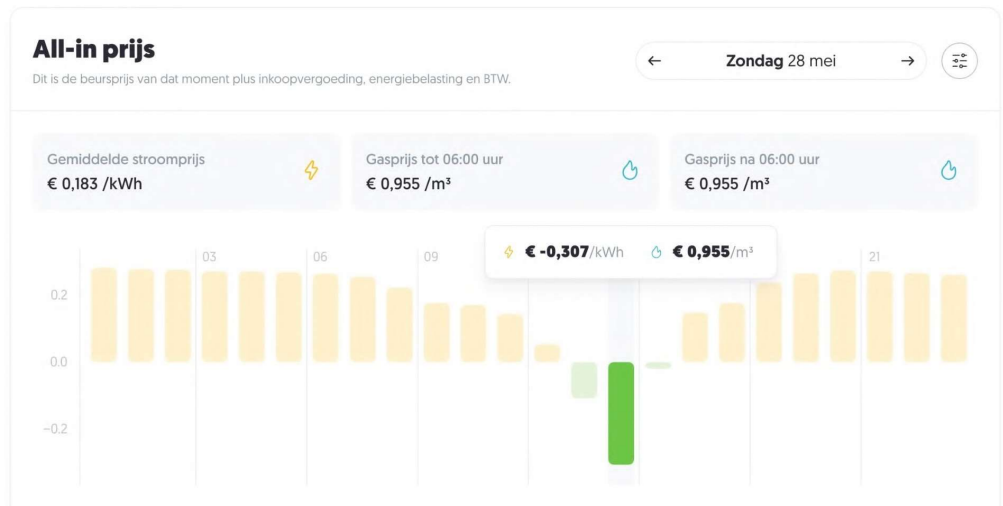 All-in prijs
Dit is de beursprijs van dat moment plus inkoopvergoeding, energiebelasting en BTW.
← Zondag 28 mei →
Gemiddelde stroomprijs
€ 0,183 /kWh
Gasprijs tot 06:00 uur
€ 0,955 /m³
Gasprijs na 06:00 uur
€ 0,955 /m³
€ -0,307/kWh € 0,955/m³
03 06 09 21
0.2
0.0
−0.2